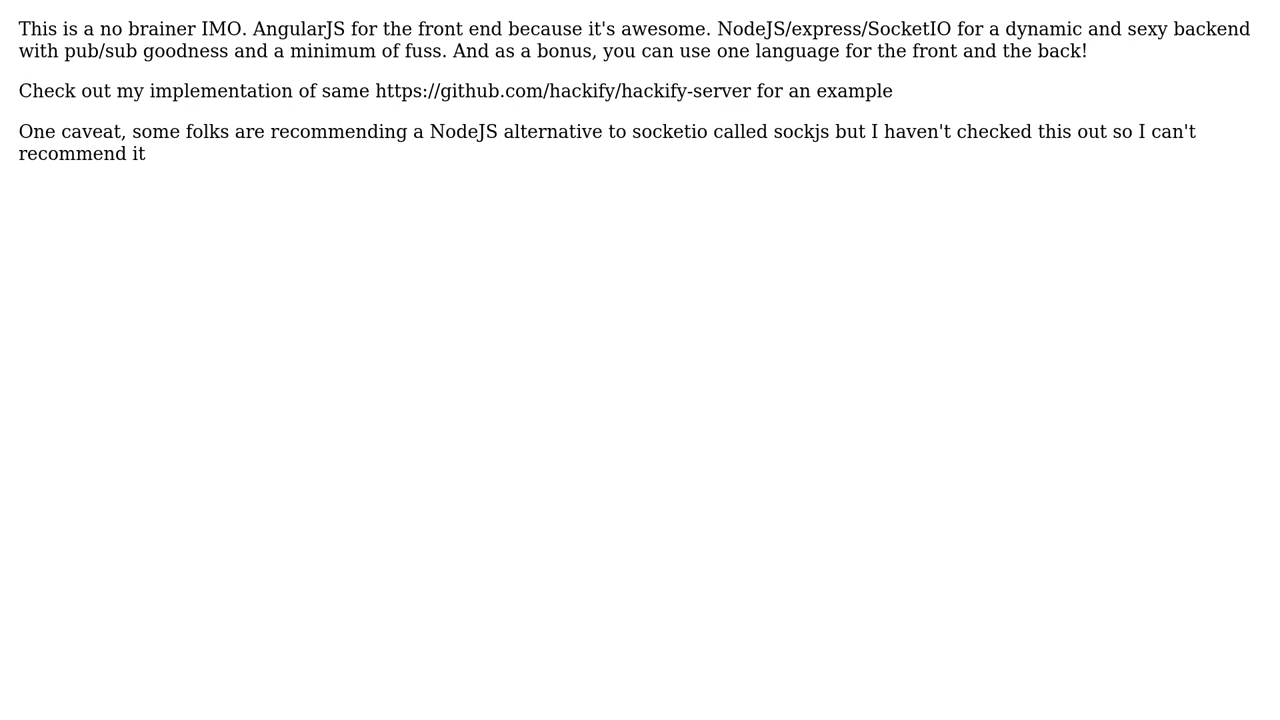 This is a no brainer IMO. AngularJS for the front end because it's awesome. NodeJS/express/SocketIO for a dynamic and sexy backend
with pub/sub goodness and a minimum of fuss. And as a bonus, you can use one language for the front and the back!
Check out my implementation of same https://github.com/hackify/hackify-server for an example
One caveat, some folks are recommending a NodeJS alternative to socketio called sockjs but I haven't checked this out so I can't
recommend it